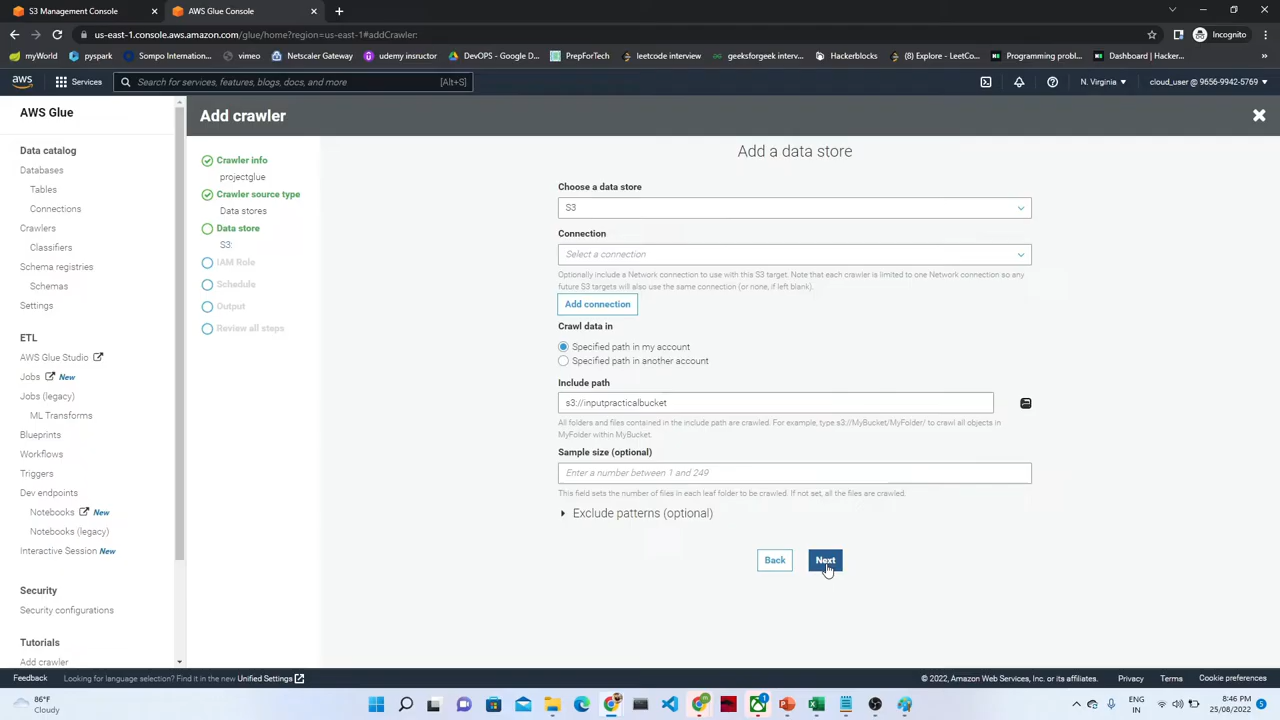 S3 Management Console
AWS Glue Console
us-east-1.console.aws.amazon.com/glue/home?region=us-east-1#addCrawler:
Incognito
myWorld
pyspark
Sompo Internationa...
vimeo
Netscaler Gateway
udemy insructor
DevOPS - Google D...
PrepForTech
leetcode interview
geeksforgeek interv...
Hackerblocks
(8) Explore - LeetCo...
Programming probl...
Dashboard | Hacker...
aws
Services
Search for services, features, blogs, docs, and more
[Alt+S]
N. Virginia
cloud_user @ 9656-9942-5769
AWS Glue
Data catalog
Databases
Tables
Connections
Crawlers
Classifiers
Schema registries
Schemas
Settings
ETL
AWS Glue Studio
Jobs New
Jobs (legacy)
ML Transforms
Blueprints
Workflows
Triggers
Dev endpoints
Notebooks New
Notebooks (legacy)
Interactive Session New
Security
Security configurations
Tutorials
Add crawler
Add crawler
Crawler info
projectglue
Crawler source type
Data stores
Data store
S3:
IAM Role
Schedule
Output
Review all steps
Add a data store
Choose a data store
S3
Connection
Select a connection
Optionally include a Network connection to use with this S3 target. Note that each crawler is limited to one Network connection so any
future S3 targets will also use the same connection (or none, if left blank).
Add connection
Crawl data in
Specified path in my account
Specified path in another account
Include path
s3://inputpracticalbucket
All folders and files contained in the include path are crawled. For example, type s3://MyBucket/MyFolder/ to crawl all objects in
MyFolder within MyBucket.
Sample size (optional)
Enter a number between 1 and 249
This field sets the number of files in each leaf folder to be crawled. If not set, all the files are crawled.
Exclude patterns (optional)
Back
Next
Feedback
Looking for language selection? Find it in the new Unified Settings
© 2022, Amazon Web Services, Inc. or its affiliates.
Privacy
Terms
Cookie preferences
86°F
Cloudy
ENG
IN
8:46 PM
25/08/2022